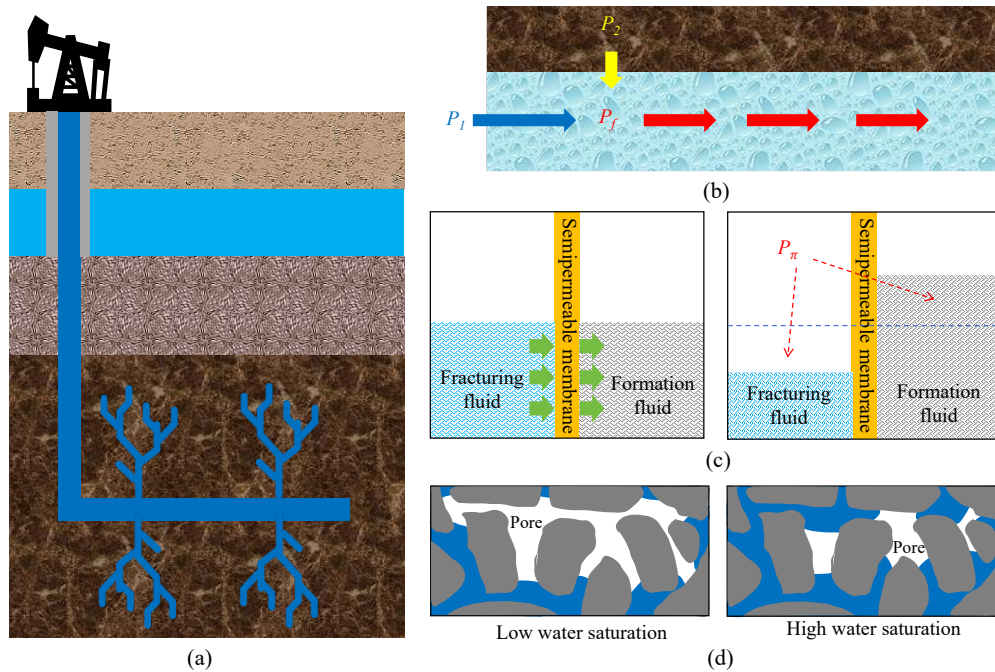 P2
P1
Pf
(b)
Semipermeable membrane
Fracturing
fluid
Formation
fluid
Semipermeable membrane
Pπ
Fracturing
fluid
Formation
fluid
(c)
Pore
Pore
Low water saturation
High water saturation
(a)
(d)